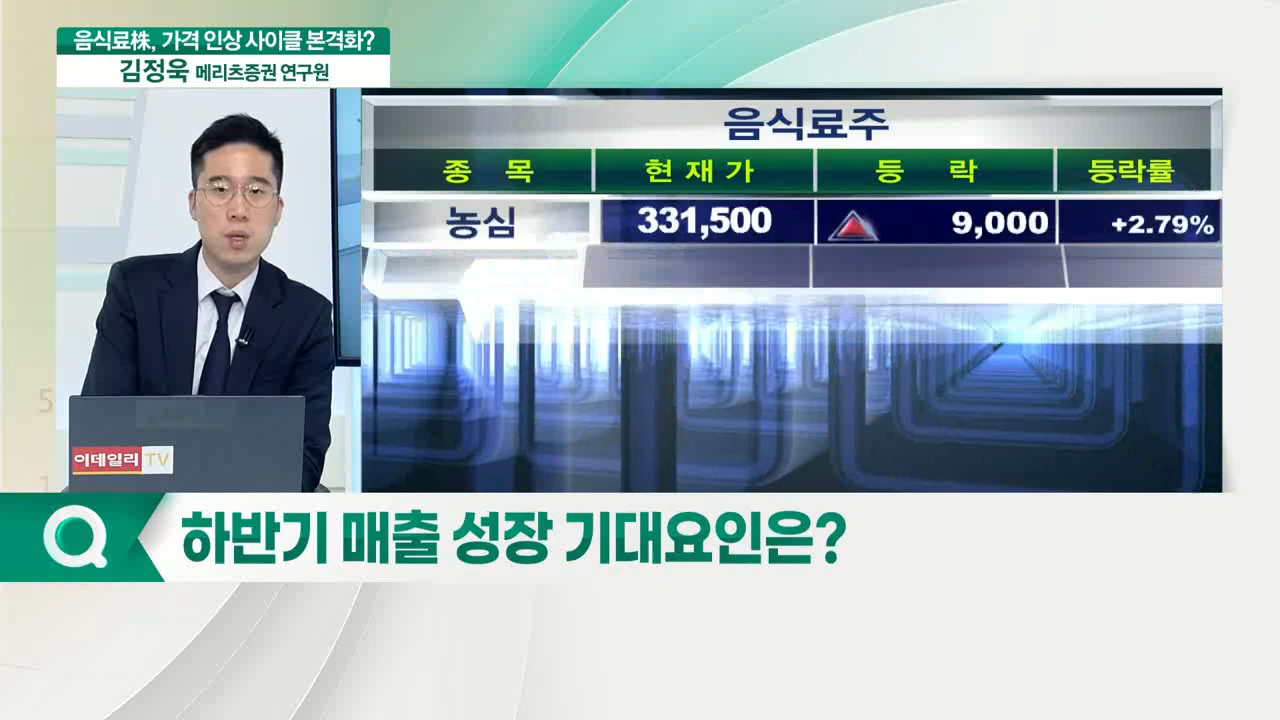 음식료株, 가격 인상 사이클 본격화?
김정욱 메리츠증권 연구원
음식료주
종 목 현재가 등 락 등락률
농심 331,500 9,000 +2.79%
5
1
이데일리 TV
Q 하반기 매출 성장 기대요인은?